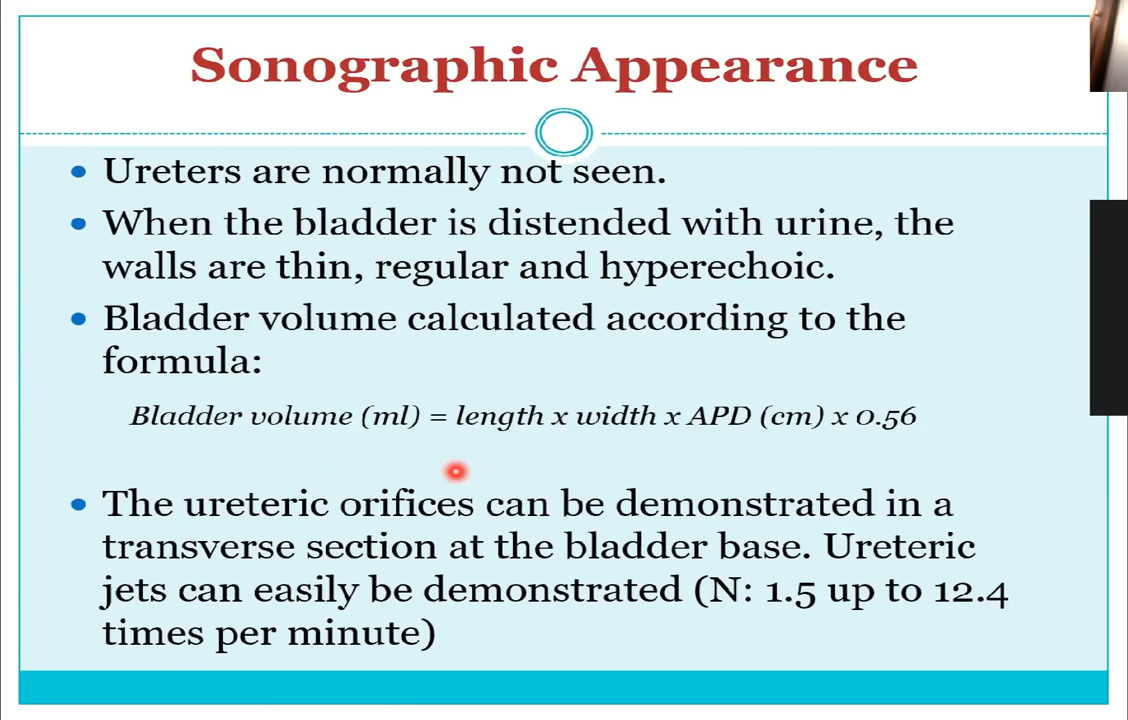 Sonographic Appearance
• Ureters are normally not seen.
• When the bladder is distended with urine, the
walls are thin, regular and hyperechoic.
• Bladder volume calculated according to the
formula:
Bladder volume (ml) = length x width x APD (cm) x 0.56
• The ureteric orifices can be demonstrated in a
transverse section at the bladder base. Ureteric
jets can easily be demonstrated (N: 1.5 up to 12.4
times per minute)